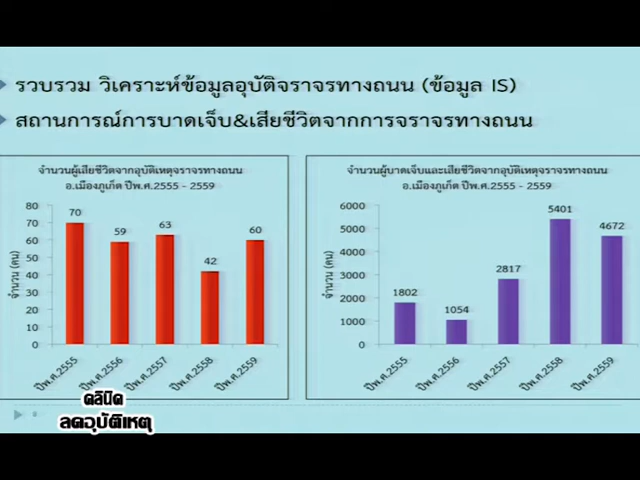 รวบรวม วิเคราะห์ข้อมูลอุบัติจราจรทางถนน (ข้อมูล IS)
สถานการณ์การบาดเจ็บ&เสียชีวิตจากการจราจรทางถนน
จำนวนผู้เสียชีวิตจากอุบัติเหตุจราจรทางถนน
อ.เมืองภูเก็ต ปีพ.ศ.2555 - 2559
จำนวน (คน)
80
70
60
50
40
30
20
10
0
70
59
63
42
60
ปีพ.ศ.2555
ปีพ.ศ.2556
ปีพ.ศ.2557
ปีพ.ศ.2558
ปีพ.ศ.2559
จำนวนผู้บาดเจ็บและเสียชีวิตจากอุบัติเหตุจราจรทางถนน
อ.เมืองภูเก็ต ปีพ.ศ.2555 - 2559
จำนวน (คน)
6000
5000
4000
3000
2000
1000
0
1802
1054
2817
5401
4672
ปีพ.ศ.2555
ปีพ.ศ.2556
ปีพ.ศ.2557
ปีพ.ศ.2558
ปีพ.ศ.2559
คลินิค
ลดอุบัติเหตุ